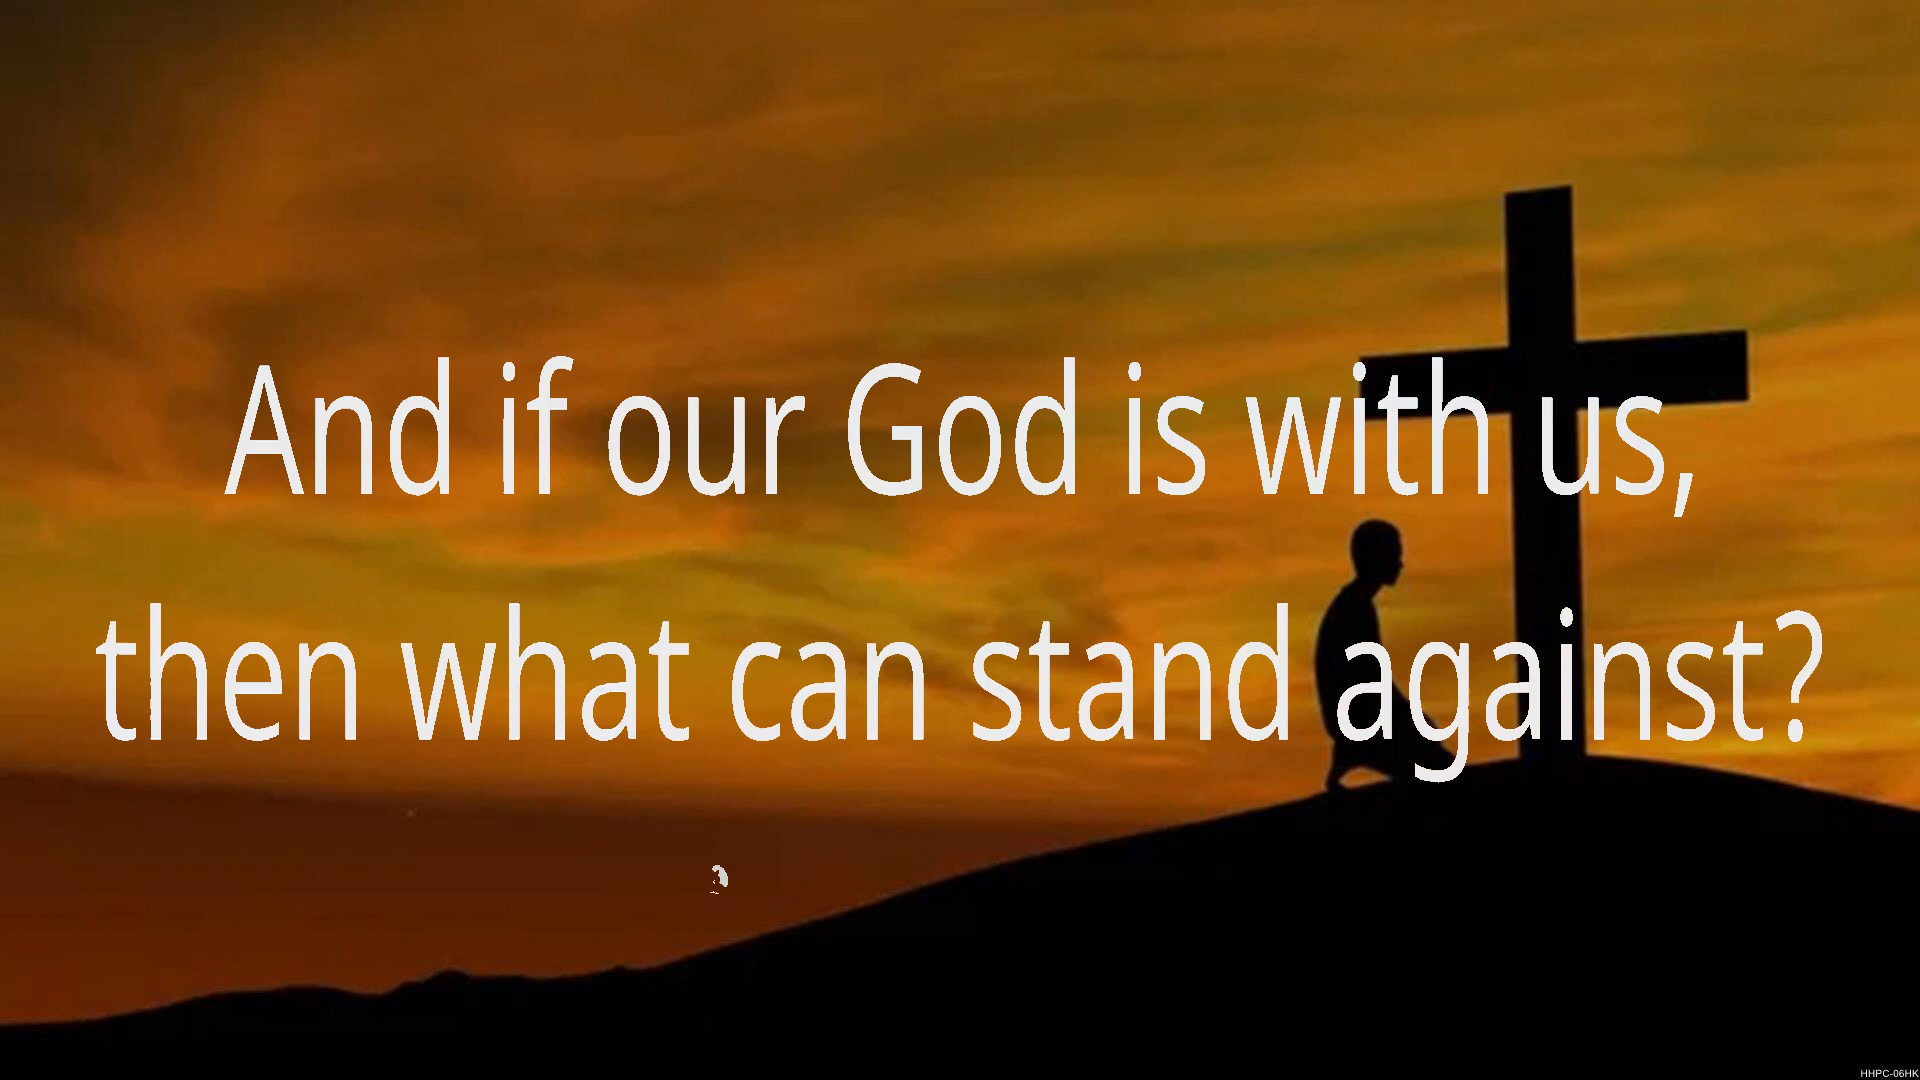 And if our God is with us,
then what can stand against?
HHPC-06HK